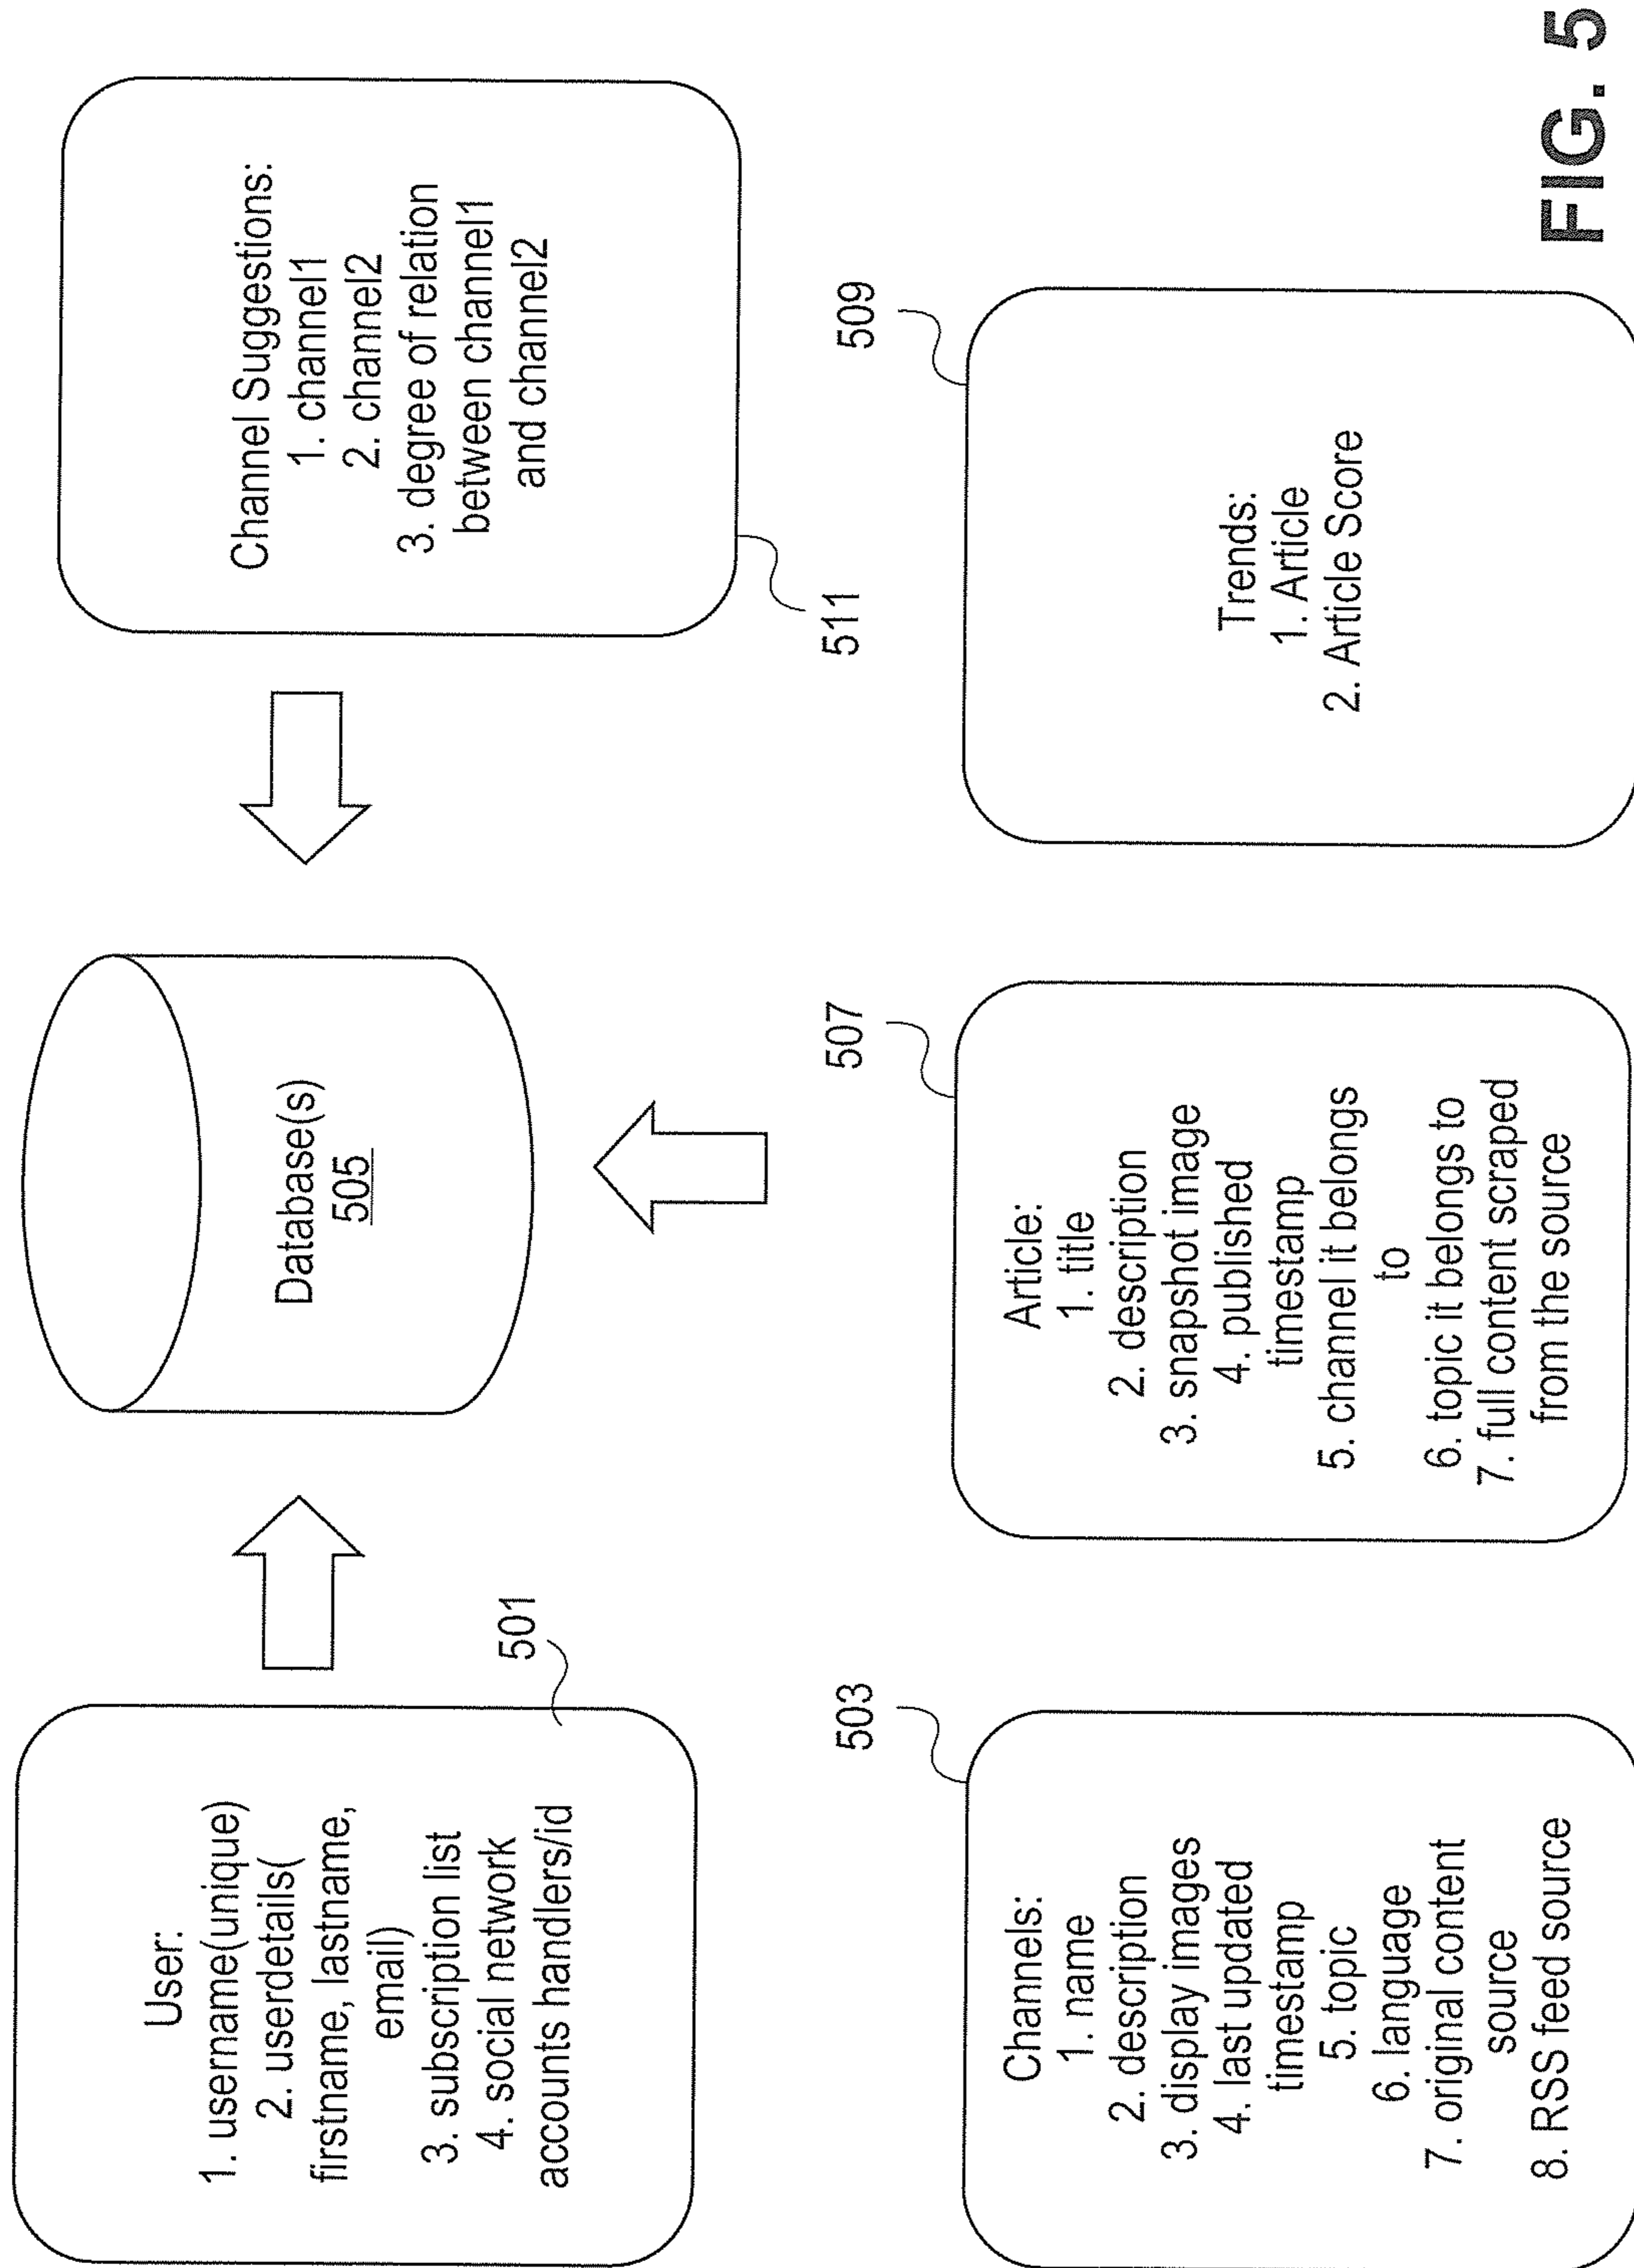 User:
1. username(unique)
2. userdetails(
firstname, lastname,
email)
3. subscription list
4. social network
accounts handlers/id
501
Database(s)
505
Channel Suggestions:
1. channel1
2. channel2
3. degree of relation
between channel1
and channel2
511
503
Channels:
1. name
2. description
3. display images
4. last updated
timestamp
5. topic
6. language
7. original content
source
8. RSS feed source
507
Article:
1. title
2. description
3. snapshot image
4. published
timestamp
5. channel it belongs
to
6. topic it belongs to
7. full content scraped
from the source
509
Trends:
1. Article
2. Article Score
FIG. 5